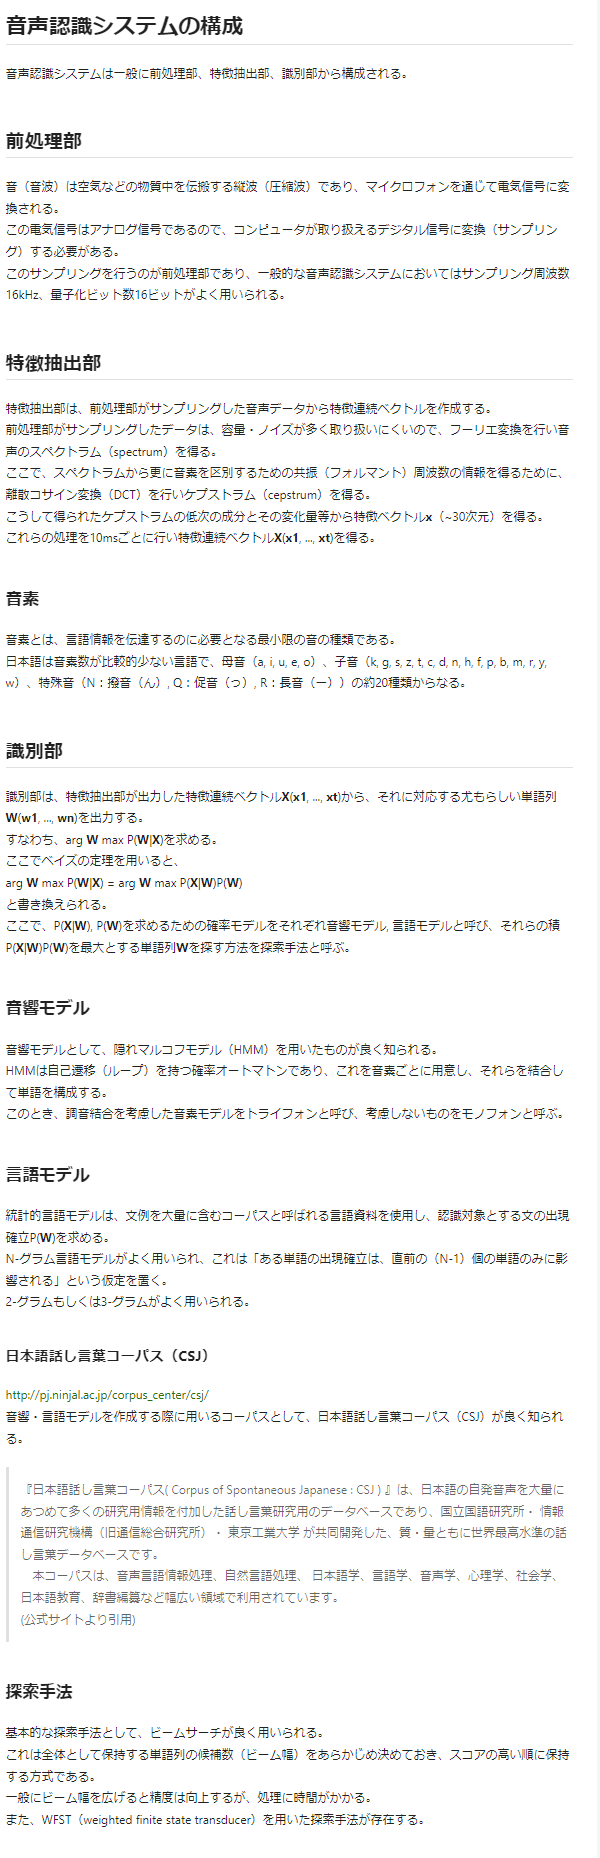 音声認識システムの構成
音声認識システムは一般に前処理部、特徴抽出部、識別部から構成される。
前処理部
音（音波）は空気などの物質中を伝搬する縦波（圧縮波）であり、マイクロフォンを通じて電気信号に変
換される。
この電気信号はアナログ信号であるので、コンピュータが取り扱えるデジタル信号に変換（サンプリン
グ）する必要がある。
このサンプリングを行うのが前処理部であり、一般的な音声認識システムにおいてはサンプリング周波数
16kHz、量子化ビット数16ビットがよく用いられる。
特徴抽出部
特徴抽出部は、前処理部がサンプリングした音声データから特徴連続ベクトルを作成する。
前処理部がサンプリングしたデータは、容量・ノイズが多く取り扱いにくいので、フーリエ変換を行い音
声のスペクトラム（spectrum）を得る。
ここで、スペクトラムから更に音素を区別するための共振（フォルマント）周波数の情報を得るために、
離散コサイン変換（DCT）を行いケプストラム（cepstrum）を得る。
こうして得られたケプストラムの低次の成分とその変化量等から特徴ベクトルx（~30次元）を得る。
これらの処理を10msごとに行い特徴連続ベクトルX(x1, ..., xt)を得る。
音素
音素とは、言語情報を伝達するのに必要となる最小限の音の種類である。
日本語は音素数が比較的少ない言語で、母音（a, i, u, e, o）、子音（k, g, s, z, t, c, d, n, h, f, p, b, m, r, y,
w）、特殊音（N：撥音（ん）, Q：促音（っ）, R：長音（ー））の約20種類からなる。
識別部
識別部は、特徴抽出部が出力した特徴連続ベクトルX(x1, ..., xt)から、それに対応する尤もらしい単語列
W(w1, ..., wn)を出力する。
すなわち、arg W max P(W|X)を求める。
ここでベイズの定理を用いると、
arg W max P(W|X) = arg W max P(X|W)P(W)
と書き換えられる。
ここで、P(X|W), P(W)を求めるための確率モデルをそれぞれ音響モデル, 言語モデルと呼び、それらの積
P(X|W)P(W)を最大とする単語列Wを探す方法を探索手法と呼ぶ。
音響モデル
音響モデルとして、隠れマルコフモデル（HMM）を用いたものが良く知られる。
HMMは自己遷移（ループ）を持つ確率オートマトンであり、これを音素ごとに用意し、それらを結合し
て単語を構成する。
このとき、調音結合を考慮した音素モデルをトライフォンと呼び、考慮しないものをモノフォンと呼ぶ。
言語モデル
統計的言語モデルは、文例を大量に含むコーパスと呼ばれる言語資料を使用し、認識対象とする文の出現
確立P(W)を求める。
N-グラム言語モデルがよく用いられ、これは「ある単語の出現確立は、直前の（N-1）個の単語のみに影
響される」という仮定を置く。
2-グラムもしくは3-グラムがよく用いられる。
日本語話し言葉コーパス（CSJ）
http://pj.ninjal.ac.jp/corpus_center/csj/
音響・言語モデルを作成する際に用いるコーパスとして、日本語話し言葉コーパス（CSJ）が良く知られ
る。
『日本語話し言葉コーパス( Corpus of Spontaneous Japanese : CSJ ) 』は、日本語の自発音声を大量に
あつめて多くの研究用情報を付加した話し言葉研究用のデータベースであり、国立国語研究所・ 情報
通信研究機構（旧通信総合研究所）・ 東京工業大学 が共同開発した、質・量ともに世界最高水準の話
し言葉データベースです。
本コーパスは、音声言語情報処理、自然言語処理、 日本語学、言語学、音声学、心理学、社会学、
日本語教育、辞書編纂など幅広い領域で利用されています。
(公式サイトより引用)
探索手法
基本的な探索手法として、ビームサーチが良く用いられる。
これは全体として保持する単語列の候補数（ビーム幅）をあらかじめ決めておき、スコアの高い順に保持
する方式である。
一般にビーム幅を広げると精度は向上するが、処理に時間がかかる。
また、WFST（weighted finite state transducer）を用いた探索手法が存在する。